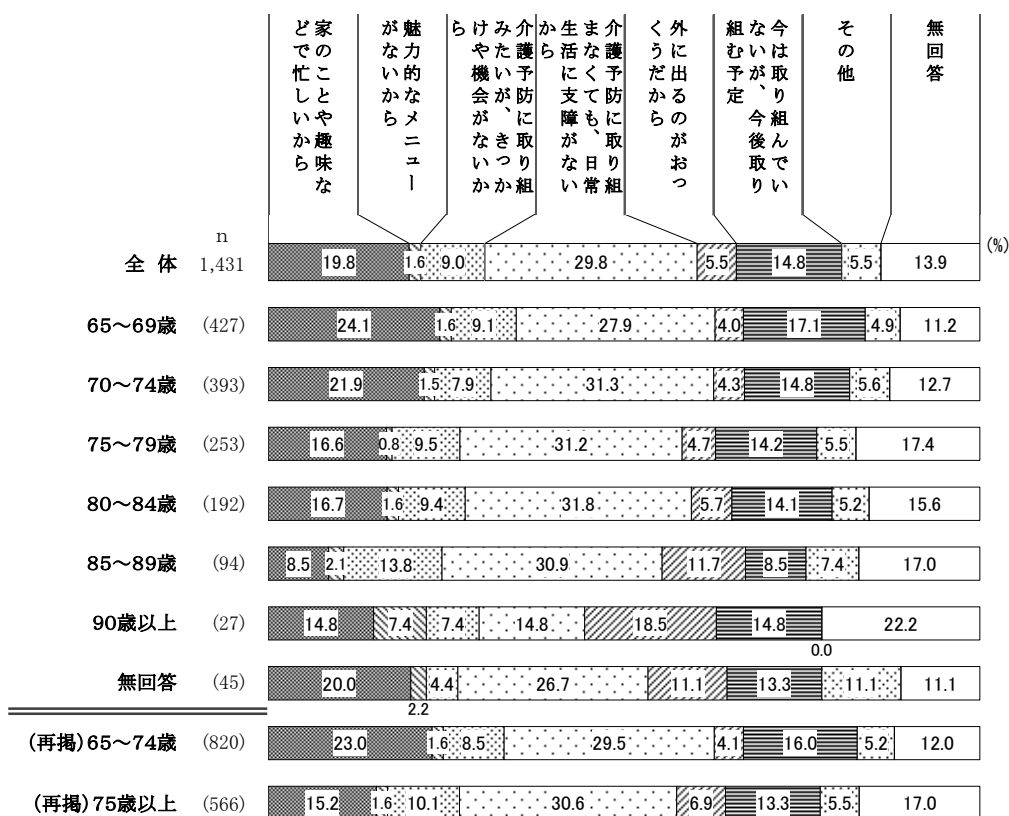 家のことや趣味な
どで忙しいから
魅力的なメニュー
がないから
介護予防に取り組
みたいが、きっか
けや機会がないか
ら
介護予防に取り組
まなくても、日常
生活に支障がない
から
外に出るのがおっ
くうだから
今は取り組んでい
ないが、今後取り
組む予定
その他
無回答
n
(%)
全 体 1,431 19.8 1.6 9.0 29.8 5.5 14.8 5.5 13.9
65～69歳 (427) 24.1 1.6 9.1 27.9 4.0 17.1 4.9 11.2
70～74歳 (393) 21.9 1.5 7.9 31.3 4.3 14.8 5.6 12.7
75～79歳 (253) 16.6 0.8 9.5 31.2 4.7 14.2 5.5 17.4
80～84歳 (192) 16.7 1.6 9.4 31.8 5.7 14.1 5.2 15.6
85～89歳 (94) 8.5 2.1 13.8 30.9 11.7 8.5 7.4 17.0
90歳以上 (27) 14.8 7.4 7.4 14.8 18.5 14.8 22.2
0.0
無回答 (45) 20.0 4.4 26.7 11.1 13.3 11.1 11.1
2.2
(再掲)65～74歳 (820) 23.0 1.6 8.5 29.5 4.1 16.0 5.2 12.0
(再掲)75歳以上 (566) 15.2 1.6 10.1 30.6 6.9 13.3 5.5 17.0